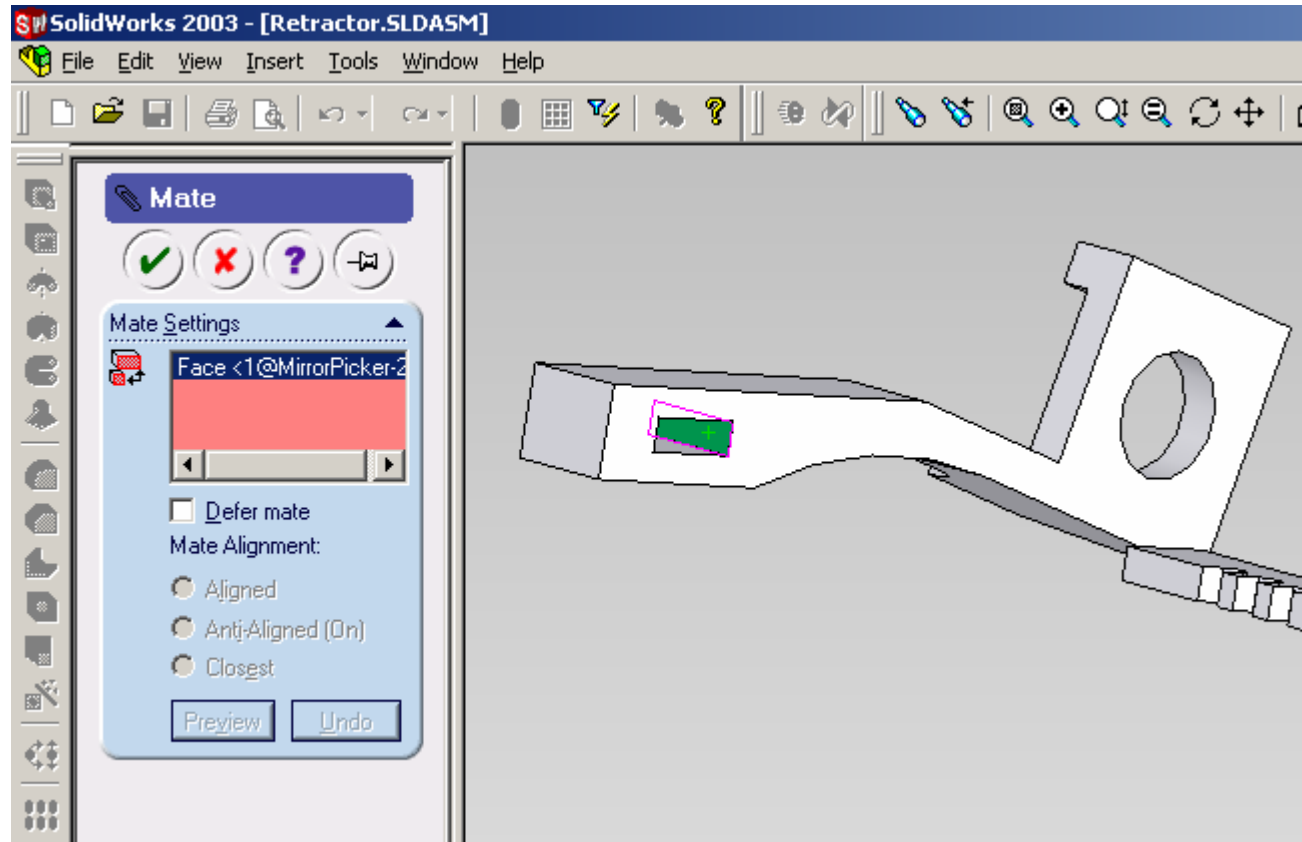 SolidWorks 2003 - [Retractor.SLDASM]
File Edit View Insert Tools Window Help
Mate
Mate Settings
Face <1@MirrorPicker-2
Defer mate
Mate Alignment:
Aligned
Anti-Aligned (On)
Closest
Preview Undo